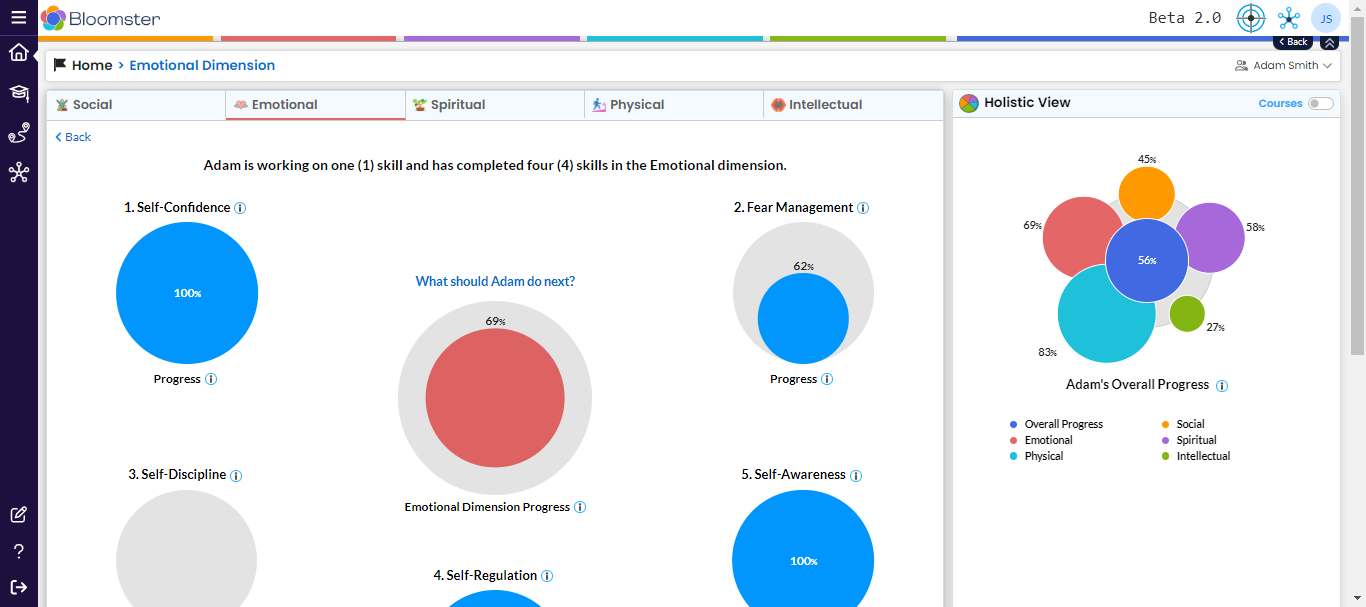 Bloomster
Beta 2.0
JS
Back
Home > Emotional Dimension
Adam Smith
Social
Emotional
Spiritual
Physical
Intellectual
Back
Adam is working on one (1) skill and has completed four (4) skills in the Emotional dimension.
1. Self-Confidence
100%
Progress
What should Adam do next?
69%
Emotional Dimension Progress
2. Fear Management
62%
Progress
3. Self-Discipline
4. Self-Regulation
5. Self-Awareness
100%
Holistic View
Courses
45%
69%
58%
56%
27%
83%
Adam's Overall Progress
Overall Progress
Social
Emotional
Spiritual
Physical
Intellectual